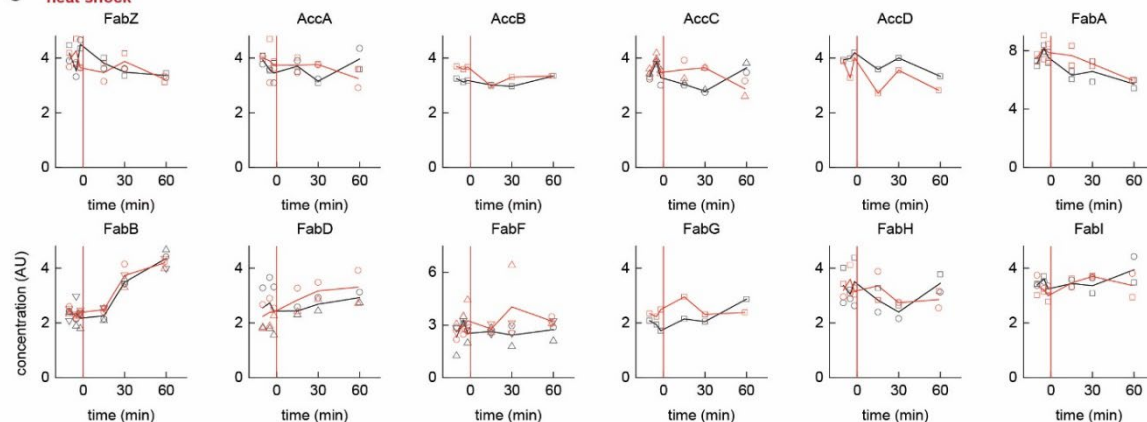 heat shock
FabZ AccA AccB AccC AccD FabA
4 4 4 4 4 8
2 2 2 2 2 4
0 0 0 0 0 0
0 30 60 0 30 60 0 30 60 0 30 60 0 30 60 0 30 60
time (min) time (min) time (min) time (min) time (min) time (min)
FabB FabD FabF FabG FabH FabI
concentration (AU)
4 4 6 4 4 4
2 2 3 2 2 2
0 0 0 0 0 0
0 30 60 0 30 60 0 30 60 0 30 60 0 30 60 0 30 60
time (min) time (min) time (min) time (min) time (min) time (min)